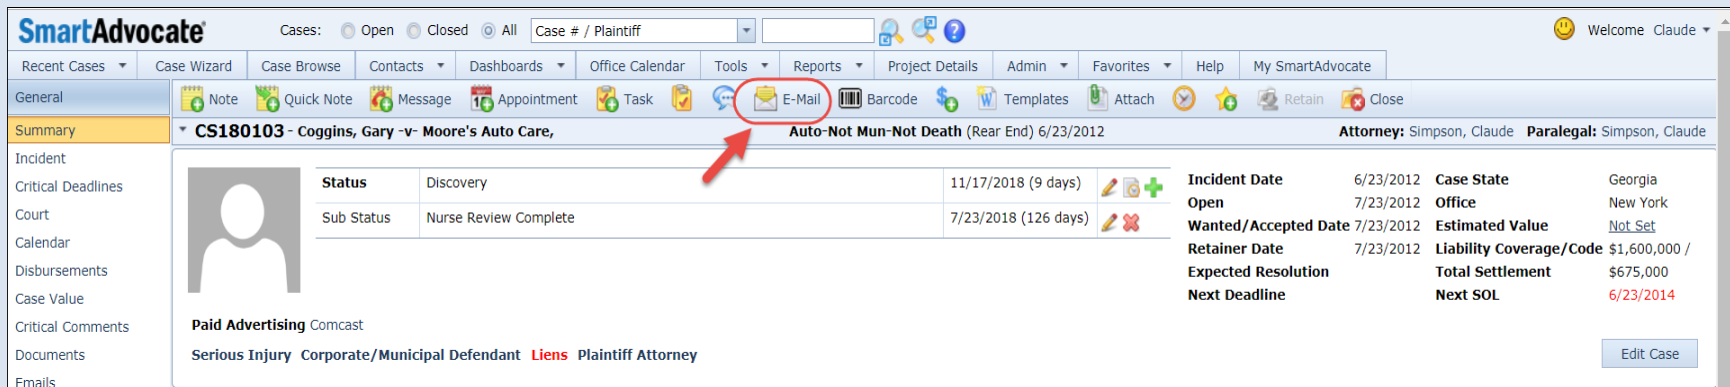 SmartAdvocate
Cases: Open Closed All Case # / Plaintiff
Welcome Claude
Recent Cases Case Wizard Case Browse Contacts Dashboards Office Calendar Tools Reports Project Details Admin Favorites Help My SmartAdvocate
General Note Quick Note Message Appointment Task E-Mail Barcode Templates Attach Retain Close
Summary
CS180103 - Coggins, Gary -v- Moore's Auto Care, Auto-Not Mun-Not Death (Rear End) 6/23/2012 Attorney: Simpson, Claude Paralegal: Simpson, Claude
Incident
Critical Deadlines
Court
Calendar
Disbursements
Case Value
Critical Comments
Documents
Emails
Status Discovery 11/17/2018 (9 days)
Sub Status Nurse Review Complete 7/23/2018 (126 days)
Incident Date 6/23/2012 Case State Georgia
Open 7/23/2012 Office New York
Wanted/Accepted Date 7/23/2012 Estimated Value Not Set
Retainer Date 7/23/2012 Liability Coverage/Code $1,600,000 /
Expected Resolution Total Settlement $675,000
Next Deadline Next SOL 6/23/2014
Paid Advertising Comcast
Serious Injury Corporate/Municipal Defendant Liens Plaintiff Attorney
Edit Case